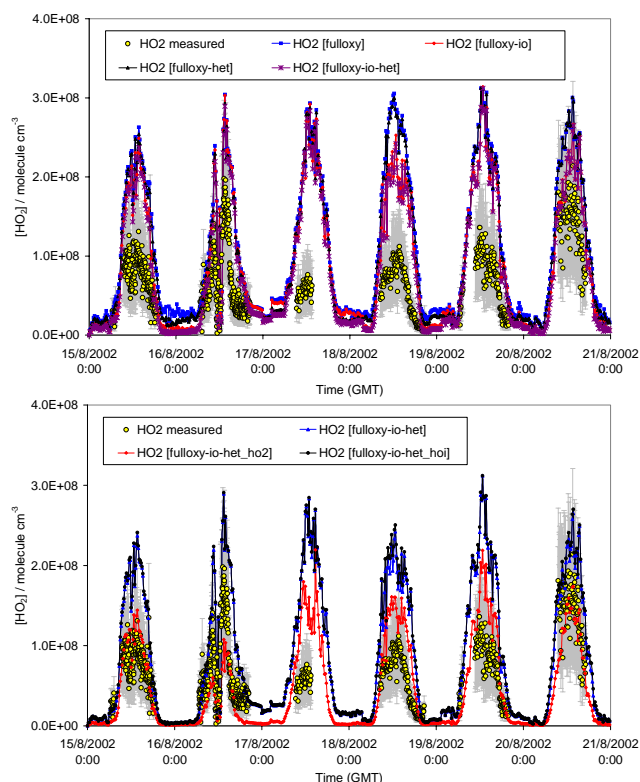 4.0E+08
HO2 measured HO2 [fulloxy] HO2 [fulloxy-io]
HO2 [fulloxy-het] HO2 [fulloxy-io-het]
3.0E+08
2.0E+08
1.0E+08
0.0E+00
[HO2] / molecule cm-3
15/8/2002 16/8/2002 17/8/2002 18/8/2002 19/8/2002 20/8/2002 21/8/2002
0:00 0:00 0:00 0:00 0:00 0:00 0:00
Time (GMT)
4.0E+08
HO2 measured HO2 [fulloxy-io-het]
HO2 [fulloxy-io-het_ho2] HO2 [fulloxy-io-het_hoi]
3.0E+08
2.0E+08
1.0E+08
0.0E+00
[HO2] / molecule cm-3
15/8/2002 16/8/2002 17/8/2002 18/8/2002 19/8/2002 20/8/2002 21/8/2002
0:00 0:00 0:00 0:00 0:00 0:00 0:00
Time (GMT)